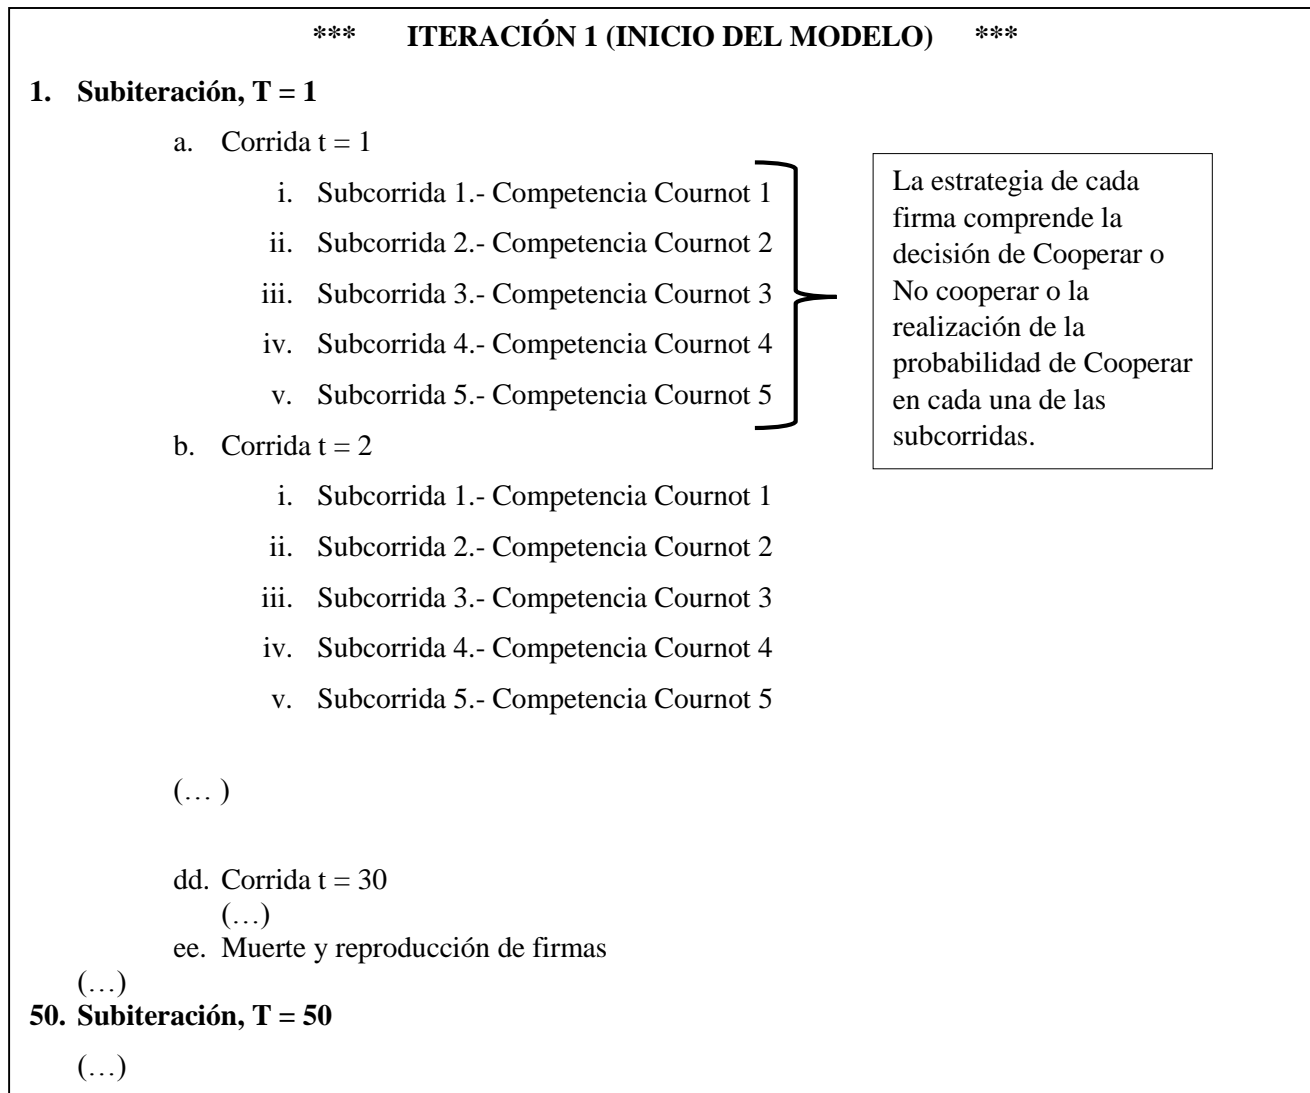 *** ITERACIÓN 1 (INICIO DEL MODELO) ***
1. Subiteración, T = 1
a. Corrida t = 1
i. Subcorrida 1.- Competencia Cournot 1
ii. Subcorrida 2.- Competencia Cournot 2
iii. Subcorrida 3.- Competencia Cournot 3
iv. Subcorrida 4.- Competencia Cournot 4
v. Subcorrida 5.- Competencia Cournot 5
La estrategia de cada
firma comprende la
decisión de Cooperar o
No cooperar o la
realización de la
probabilidad de Cooperar
en cada una de las
subcorridas.
b. Corrida t = 2
i. Subcorrida 1.- Competencia Cournot 1
ii. Subcorrida 2.- Competencia Cournot 2
iii. Subcorrida 3.- Competencia Cournot 3
iv. Subcorrida 4.- Competencia Cournot 4
v. Subcorrida 5.- Competencia Cournot 5
(… )
dd. Corrida t = 30
(…)
ee. Muerte y reproducción de firmas
(…)
50. Subiteración, T = 50
(…)